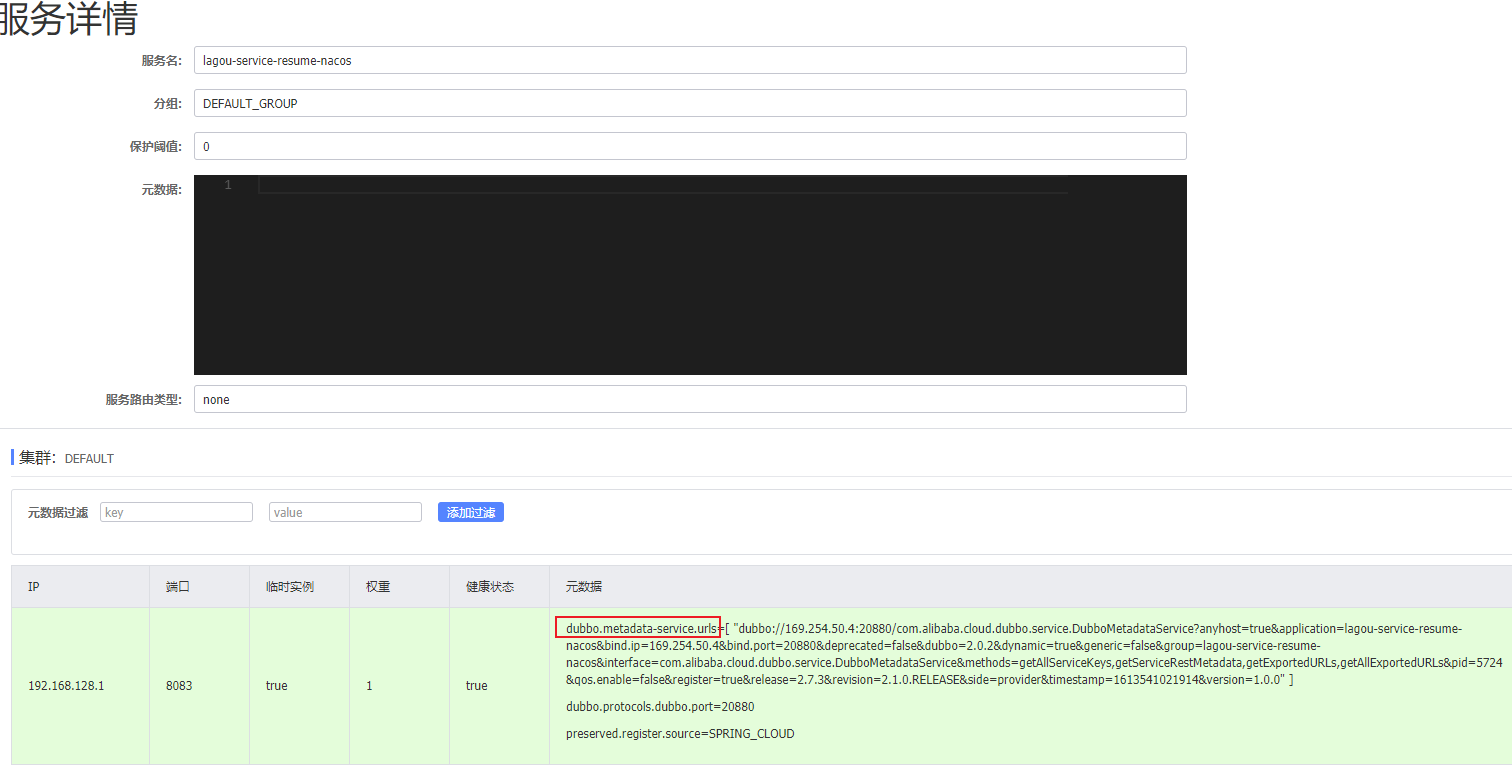 服务详情
服务名: lagou-service-resume-nacos
分组: DEFAULT_GROUP
保护阈值: 0
元数据: 1
服务路由类型: none
集群: DEFAULT
元数据过滤 key value 添加过滤
IP 端口 临时实例 权重 健康状态 元数据
dubbo.metadata-service.urls=[ "dubbo://169.254.50.4:20880/com.alibaba.cloud.dubbo.service.DubboMetadataService?anyhost=true&application=lagou-service-resume-
nacos&bind.ip=169.254.50.4&bind.port=20880&deprecated=false&dubbo=2.0.2&dynamic=true&generic=false&group=lagou-service-resume-
nacos&interface=com.alibaba.cloud.dubbo.service.DubboMetadataService&methods=getAllServiceKeys,getServiceRestMetadata,getExportedURLs,getAllExportedURLs&pid=5724
&qos.enable=false&register=true&release=2.7.3&revision=2.1.0.RELEASE&side=provider&timestamp=1613541021914&version=1.0.0" ]
192.168.128.1 8083 true 1 true
dubbo.protocols.dubbo.port=20880
preserved.register.source=SPRING_CLOUD